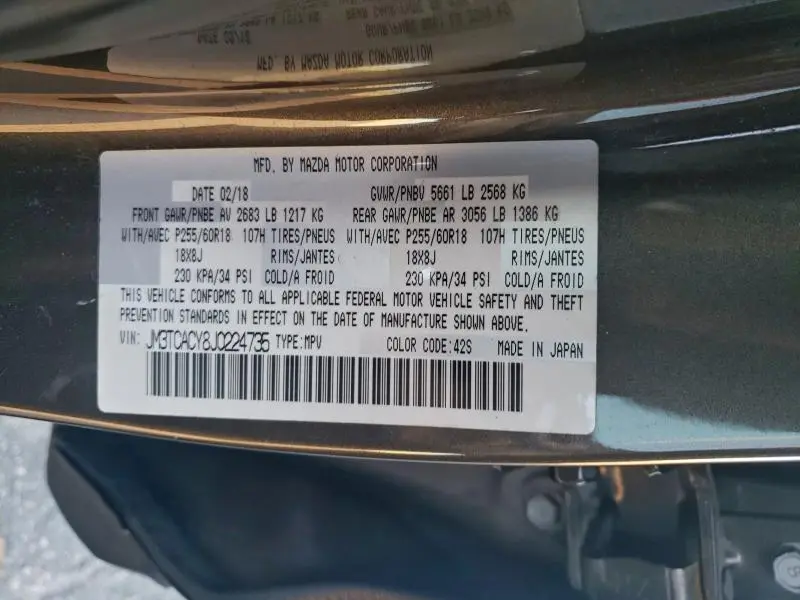 MFD. BY MAZDA MOTOR CORPORATION
MFD. BY MAZDA MOTOR CORPORATION
DATE 02/18 GVWR/PNBV 5661 LB 2568 KG
FRONT GAWR/PNBE AV 2683 LB 1217 KG REAR GAWR/PNBE AR 3056 LB 1386 KG
WITH/AVEC P255/60R18 107H TIRES/PNEUS WITH/AVEC P255/60R18 107H TIRES/PNEUS
18X8J RIMS/JANTES 18X8J RIMS/JANTES
230 KPA/34 PSI COLD/A FROID 230 KPA/34 PSI COLD/A FROID
THIS VEHICLE CONFORMS TO ALL APPLICABLE FEDERAL MOTOR VEHICLE SAFETY AND THEFT
PREVENTION STANDARDS IN EFFECT ON THE DATE OF MANUFACTURE SHOWN ABOVE.
VIN: JM3TCACY8J0224735 TYPE:MPV COLOR CODE:42S MADE IN JAPAN